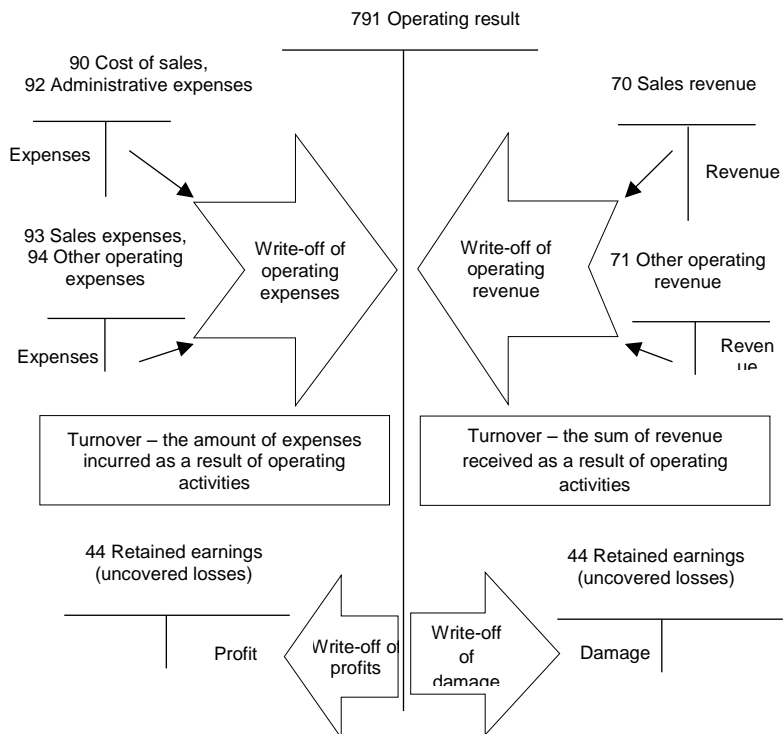 791 Operating result
90 Cost of sales,
92 Administrative expenses
70 Sales revenue
Expenses
Revenue
93 Sales expenses,
94 Other operating
expenses
Write-off of
operating
expenses
Write-off of
operating
revenue
71 Other operating
revenue
Expenses
Reven
ue
Turnover – the amount of expenses
incurred as a result of operating
activities
Turnover – the sum of revenue
received as a result of operating
activities
44 Retained earnings
(uncovered losses)
44 Retained earnings
(uncovered losses)
Profit
Write-off of
profits
Write-off
of
damage
Damage